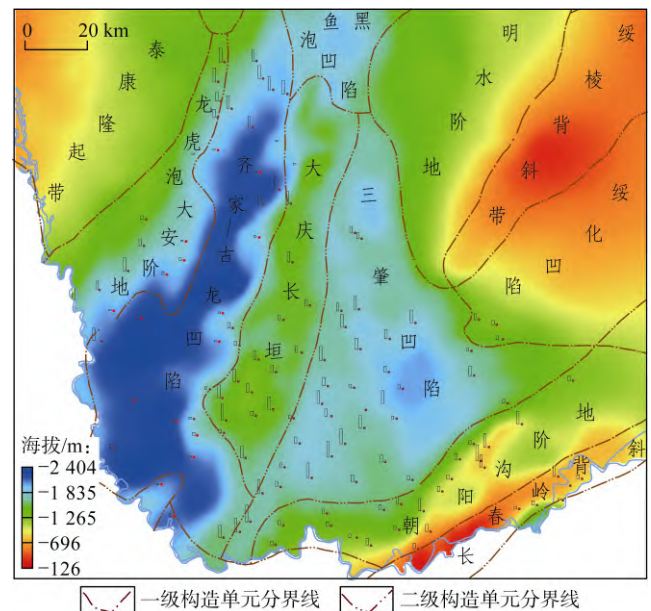 0 20 km
泰康隆起带
龙虎泡大安阶地
齐家—古龙凹陷
鱼黑泡凹陷
大庆长垣
三肇凹陷
明水阶地
绥棱背斜带
绥化凹陷
朝阳沟阶地
长春岭背斜
海拔/m:
-2 404
-1 835
-1 265
-696
-126
一级构造单元分界线
二级构造单元分界线